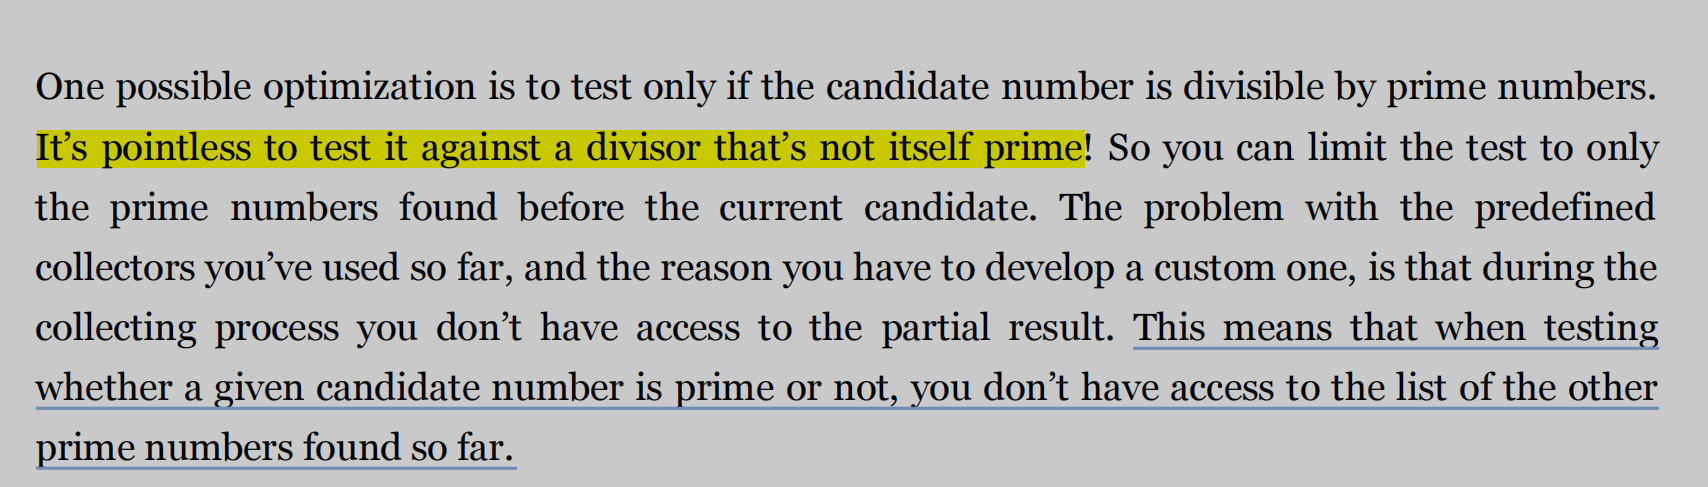 One possible optimization is to test only if the candidate number is divisible by prime numbers.
It’s pointless to test it against a divisor that’s not itself prime! So you can limit the test to only
the prime numbers found before the current candidate. The problem with the predefined
collectors you’ve used so far, and the reason you have to develop a custom one, is that during the
collecting process you don’t have access to the partial result. This means that when testing
whether a given candidate number is prime or not, you don’t have access to the list of the other
prime numbers found so far.